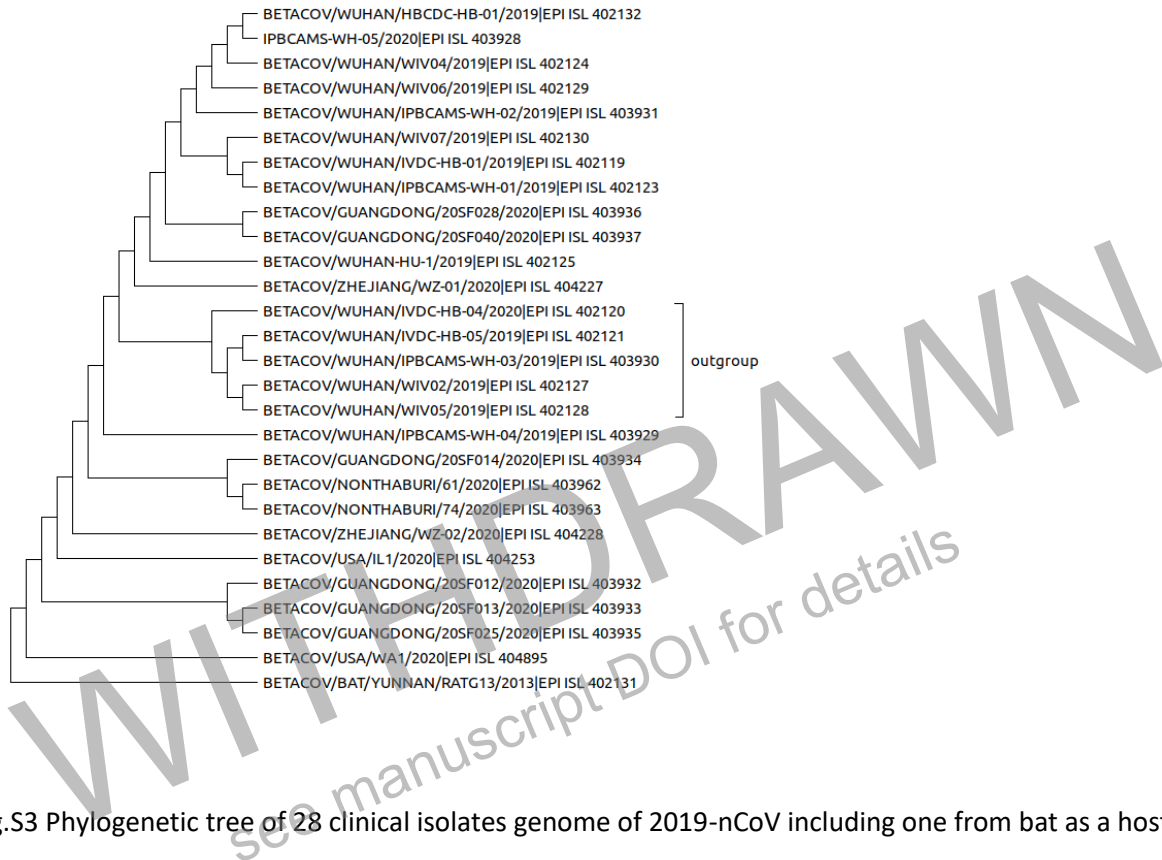 BETACOV/WUHAN/HBCDC-HB-01/2019|EPI ISL 402132
IPBCAMS-WH-05/2020|EPI ISL 403928
BETACOV/WUHAN/WIV04/2019|EPI ISL 402124
BETACOV/WUHAN/WIV06/2019|EPI ISL 402129
BETACOV/WUHAN/IPBCAMS-WH-02/2019|EPI ISL 403931
BETACOV/WUHAN/WIV07/2019|EPI ISL 402130
BETACOV/WUHAN/IVDC-HB-01/2019|EPI ISL 402119
BETACOV/WUHAN/IPBCAMS-WH-01/2019|EPI ISL 402123
BETACOV/GUANGDONG/20SF028/2020|EPI ISL 403936
BETACOV/GUANGDONG/20SF040/2020|EPI ISL 403937
BETACOV/WUHAN-HU-1/2019|EPI ISL 402125
BETACOV/ZHEJIANG/WZ-01/2020|EPI ISL 404227
BETACOV/WUHAN/IVDC-HB-04/2020|EPI ISL 402120
BETACOV/WUHAN/IVDC-HB-05/2019|EPI ISL 402121
BETACOV/WUHAN/IPBCAMS-WH-03/2019|EPI ISL 403930
outgroup
BETACOV/WUHAN/WIV02/2019|EPI ISL 402127
BETACOV/WUHAN/WIV05/2019|EPI ISL 402128
BETACOV/WUHAN/IPBCAMS-WH-04/2019|EPI ISL 403929
BETACOV/GUANGDONG/20SF014/2020|EPI ISL 403934
BETACOV/NONTHABURI/61/2020|EPI ISL 403962
BETACOV/NONTHABURI/74/2020|EPI ISL 403963
BETACOV/ZHEJIANG/WZ-02/2020|EPI ISL 404228
BETACOV/USA/IL1/2020|EPI ISL 404253
BETACOV/GUANGDONG/20SF012/2020|EPI ISL 403932
BETACOV/GUANGDONG/20SF013/2020|EPI ISL 403933
BETACOV/GUANGDONG/20SF025/2020|EPI ISL 403935
BETACOV/USA/WA1/2020|EPI ISL 404895
BETACOV/BAT/YUNNAN/RATG13/2013|EPI ISL 402131
WITHDRAWN
see manuscript DOI for details
g.S3 Phylogenetic tree of 28 clinical isolates genome of 2019-nCoV including one from bat as a host